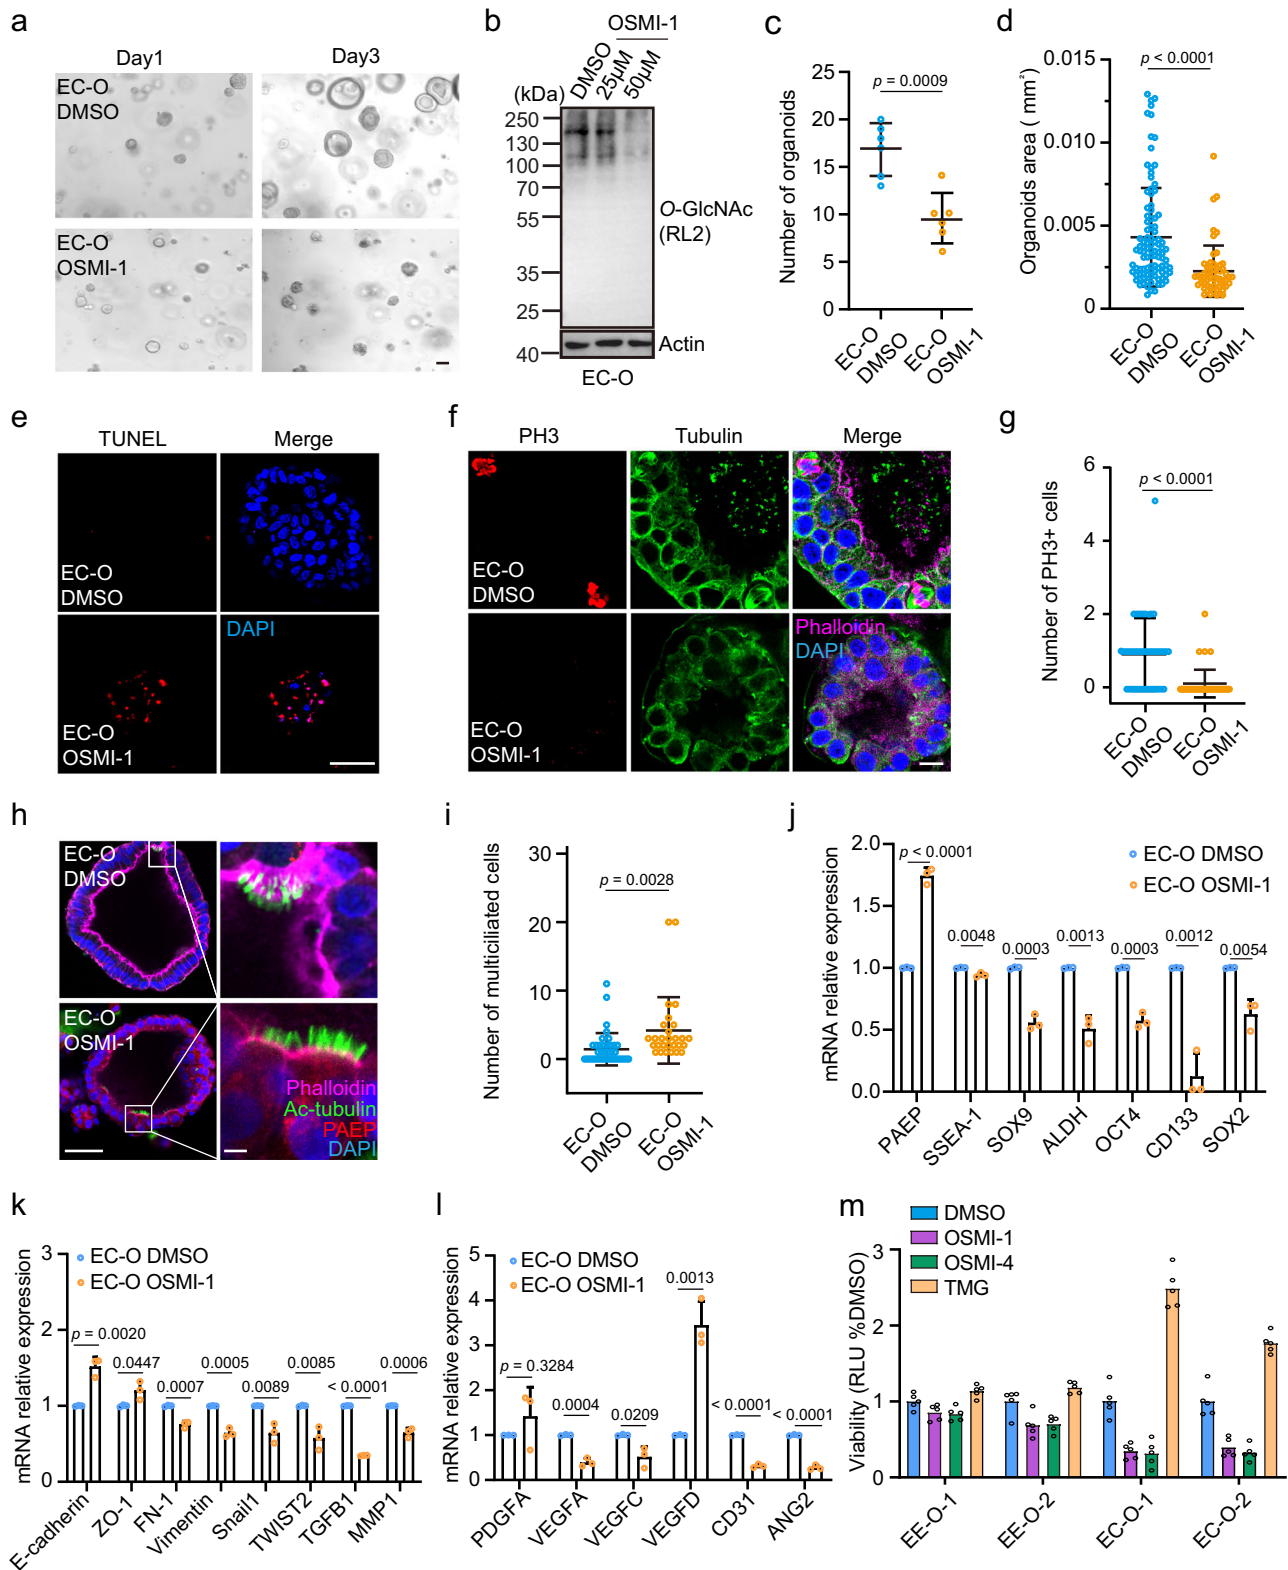 a
Day1
Day3
EC-O
DMSO
EC-O
OSMI-1
b
OSMI-1
DMSO
25µM
50µM
(kDa)
250
130
100
70
55
35
25
40
O-GlcNAc
(RL2)
Actin
EC-O
c
Number of organoids
25
20
15
10
5
0
p = 0.0009
EC-O
DMSO
EC-O
OSMI-1
d
Organoids area ( mm²)
0.015
0.010
0.005
0
p < 0.0001
EC-O
DMSO
EC-O
OSMI-1
e
TUNEL
Merge
EC-O
DMSO
DAPI
EC-O
OSMI-1
f
PH3
Tubulin
Merge
EC-O
DMSO
Phalloidin
DAPI
EC-O
OSMI-1
g
Number of PH3+ cells
6
4
2
0
p < 0.0001
EC-O
DMSO
EC-O
OSMI-1
h
EC-O
DMSO
EC-O
OSMI-1
Phalloidin
Ac-tubulin
PAEP
DAPI
i
Number of multiciliated cells
30
20
10
0
p = 0.0028
EC-O
DMSO
EC-O
OSMI-1
j
mRNA relative expression
2.0
1.5
1.0
0.5
0.0
EC-O DMSO
EC-O OSMI-1
p < 0.0001
0.0048
0.0003
0.0013
0.0003
0.0012
0.0054
PAEP
SSEA-1
SOX9
ALDH
OCT4
CD133
SOX2
k
mRNA relative expression
3
2
1
0
EC-O DMSO
EC-O OSMI-1
p = 0.0020
0.0447
0.0007
0.0005
0.0089
0.0085
< 0.0001
0.0006
E-cadherin
ZO-1
FN-1
Vimentin
Snail1
TWIST2
TGFB1
MMP1
l
mRNA relative expression
5
4
3
2
1
0
EC-O DMSO
EC-O OSMI-1
p = 0.3284
0.0004
0.0209
0.0013
< 0.0001
< 0.0001
PDGFA
VEGFA
VEGFC
VEGFD
CD31
ANG2
m
DMSO
OSMI-1
OSMI-4
TMG
Viability (RLU %DMSO)
3
2
1
0
EE-O-1
EE-O-2
EC-O-1
EC-O-2